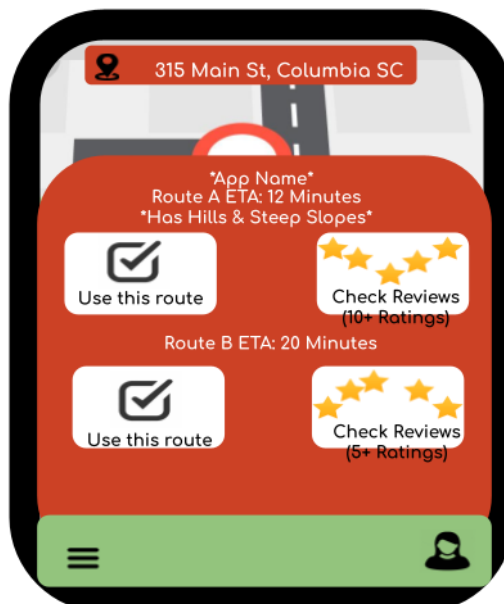 315 Main St, Columbia SC
*App Name*
Route A ETA: 12 Minutes
*Has Hills & Steep Slopes*
Use this route
Check Reviews
(10+ Ratings)
Route B ETA: 20 Minutes
Use this route
Check Reviews
(5+ Ratings)